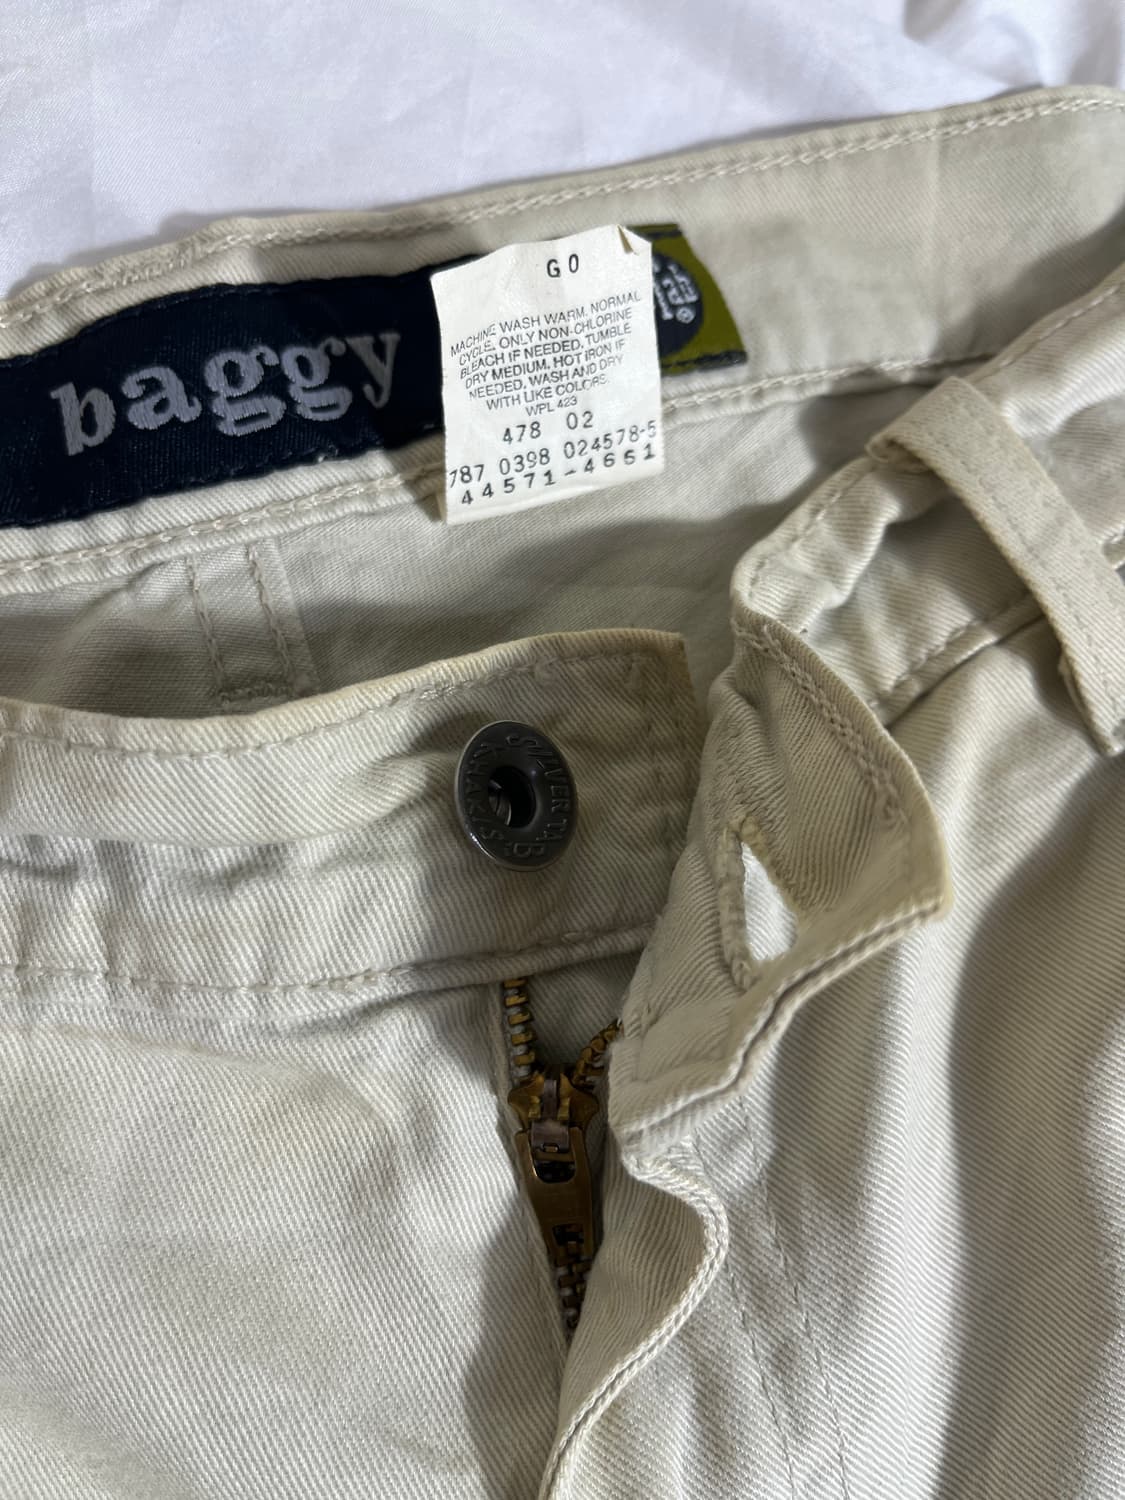 GO
MACHINE WASH WARM, NORMAL
CYCLE, ONLY NON-CHLORINE
BLEACH IF NEEDED, TUMBLE
DRY MEDIUM, HOT IRON IF
NEEDED, WASH AND DRY
WITH LIKE COLORS.
WPL 423
478 02
787 0398 024578-5
44571-4661
baggy
SILVER TAB
KHAKIS